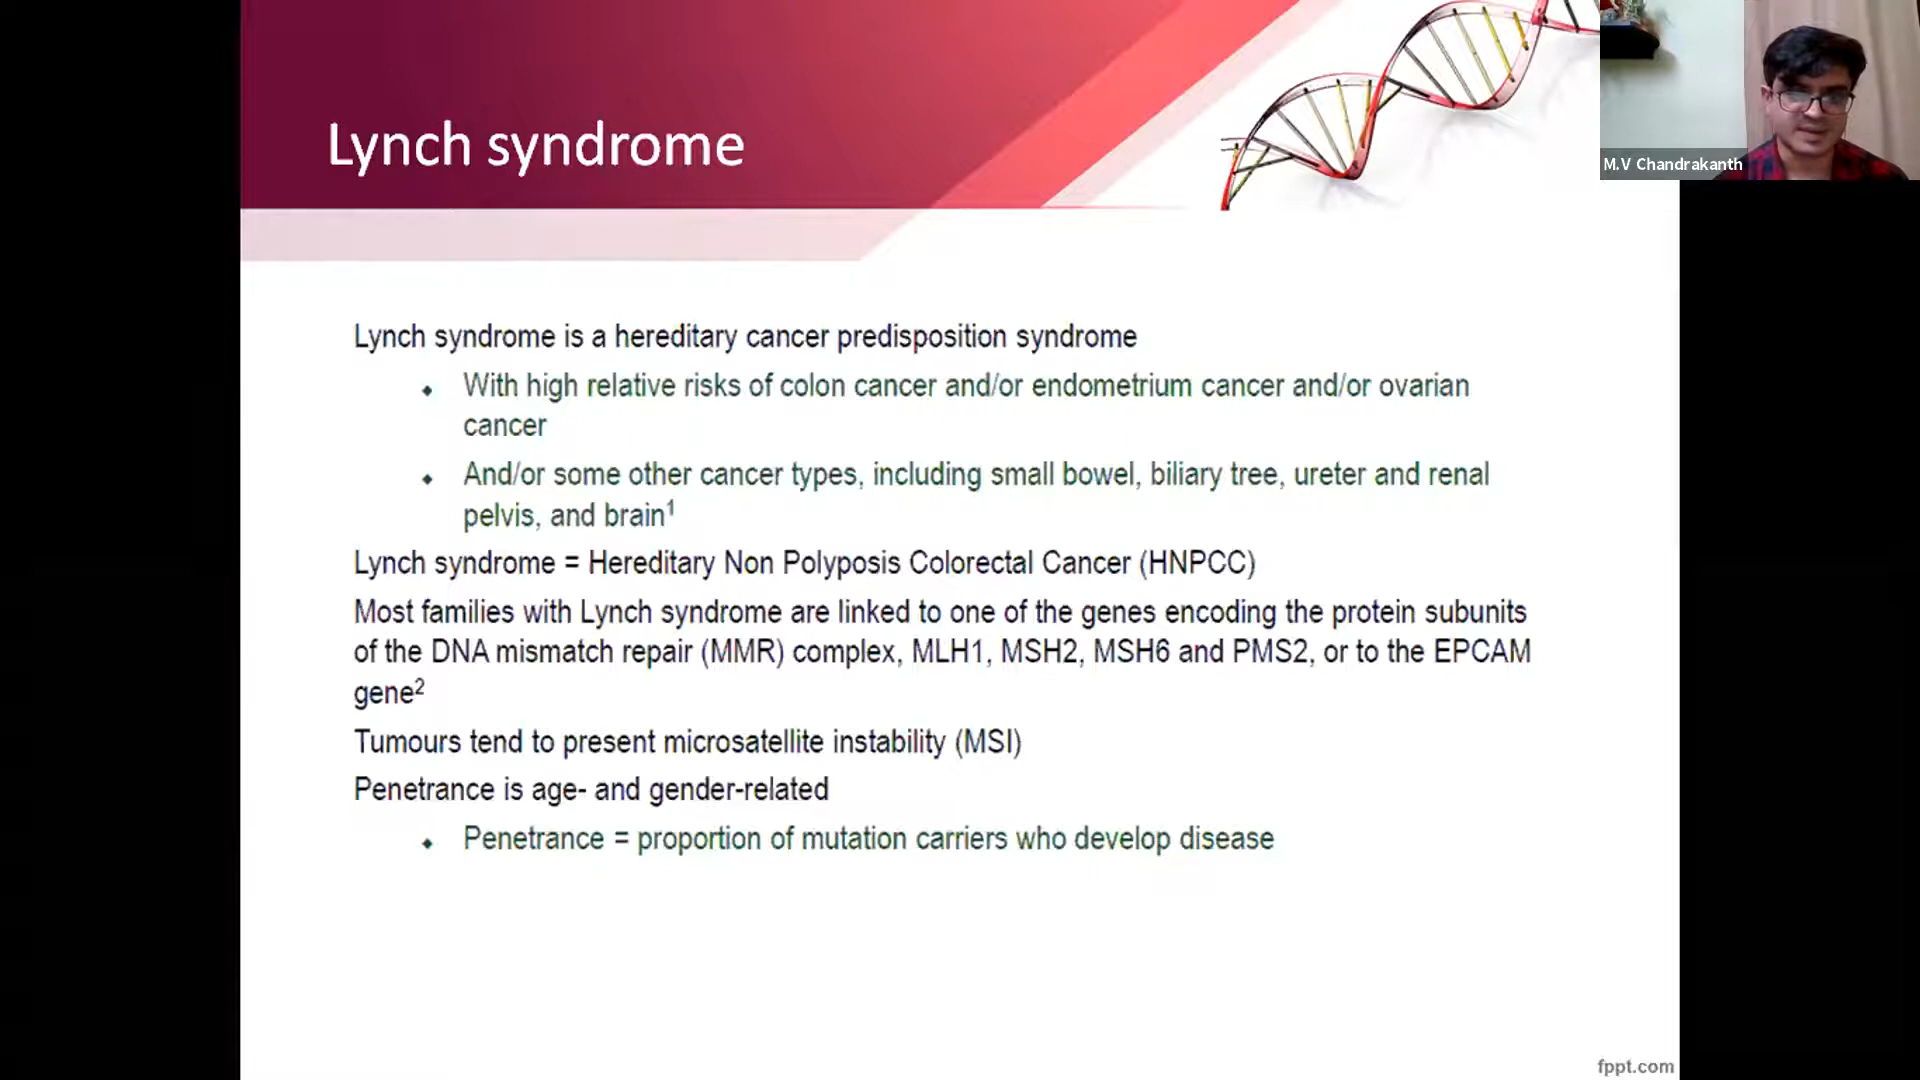 Lynch syndrome
M.V Chandrakanth
Lynch syndrome is a hereditary cancer predisposition syndrome
⬥ With high relative risks of colon cancer and/or endometrium cancer and/or ovarian
cancer
⬥ And/or some other cancer types, including small bowel, biliary tree, ureter and renal
pelvis, and brain¹
Lynch syndrome = Hereditary Non Polyposis Colorectal Cancer (HNPCC)
Most families with Lynch syndrome are linked to one of the genes encoding the protein subunits
of the DNA mismatch repair (MMR) complex, MLH1, MSH2, MSH6 and PMS2, or to the EPCAM
gene²
Tumours tend to present microsatellite instability (MSI)
Penetrance is age- and gender-related
⬥ Penetrance = proportion of mutation carriers who develop disease
fppt.com